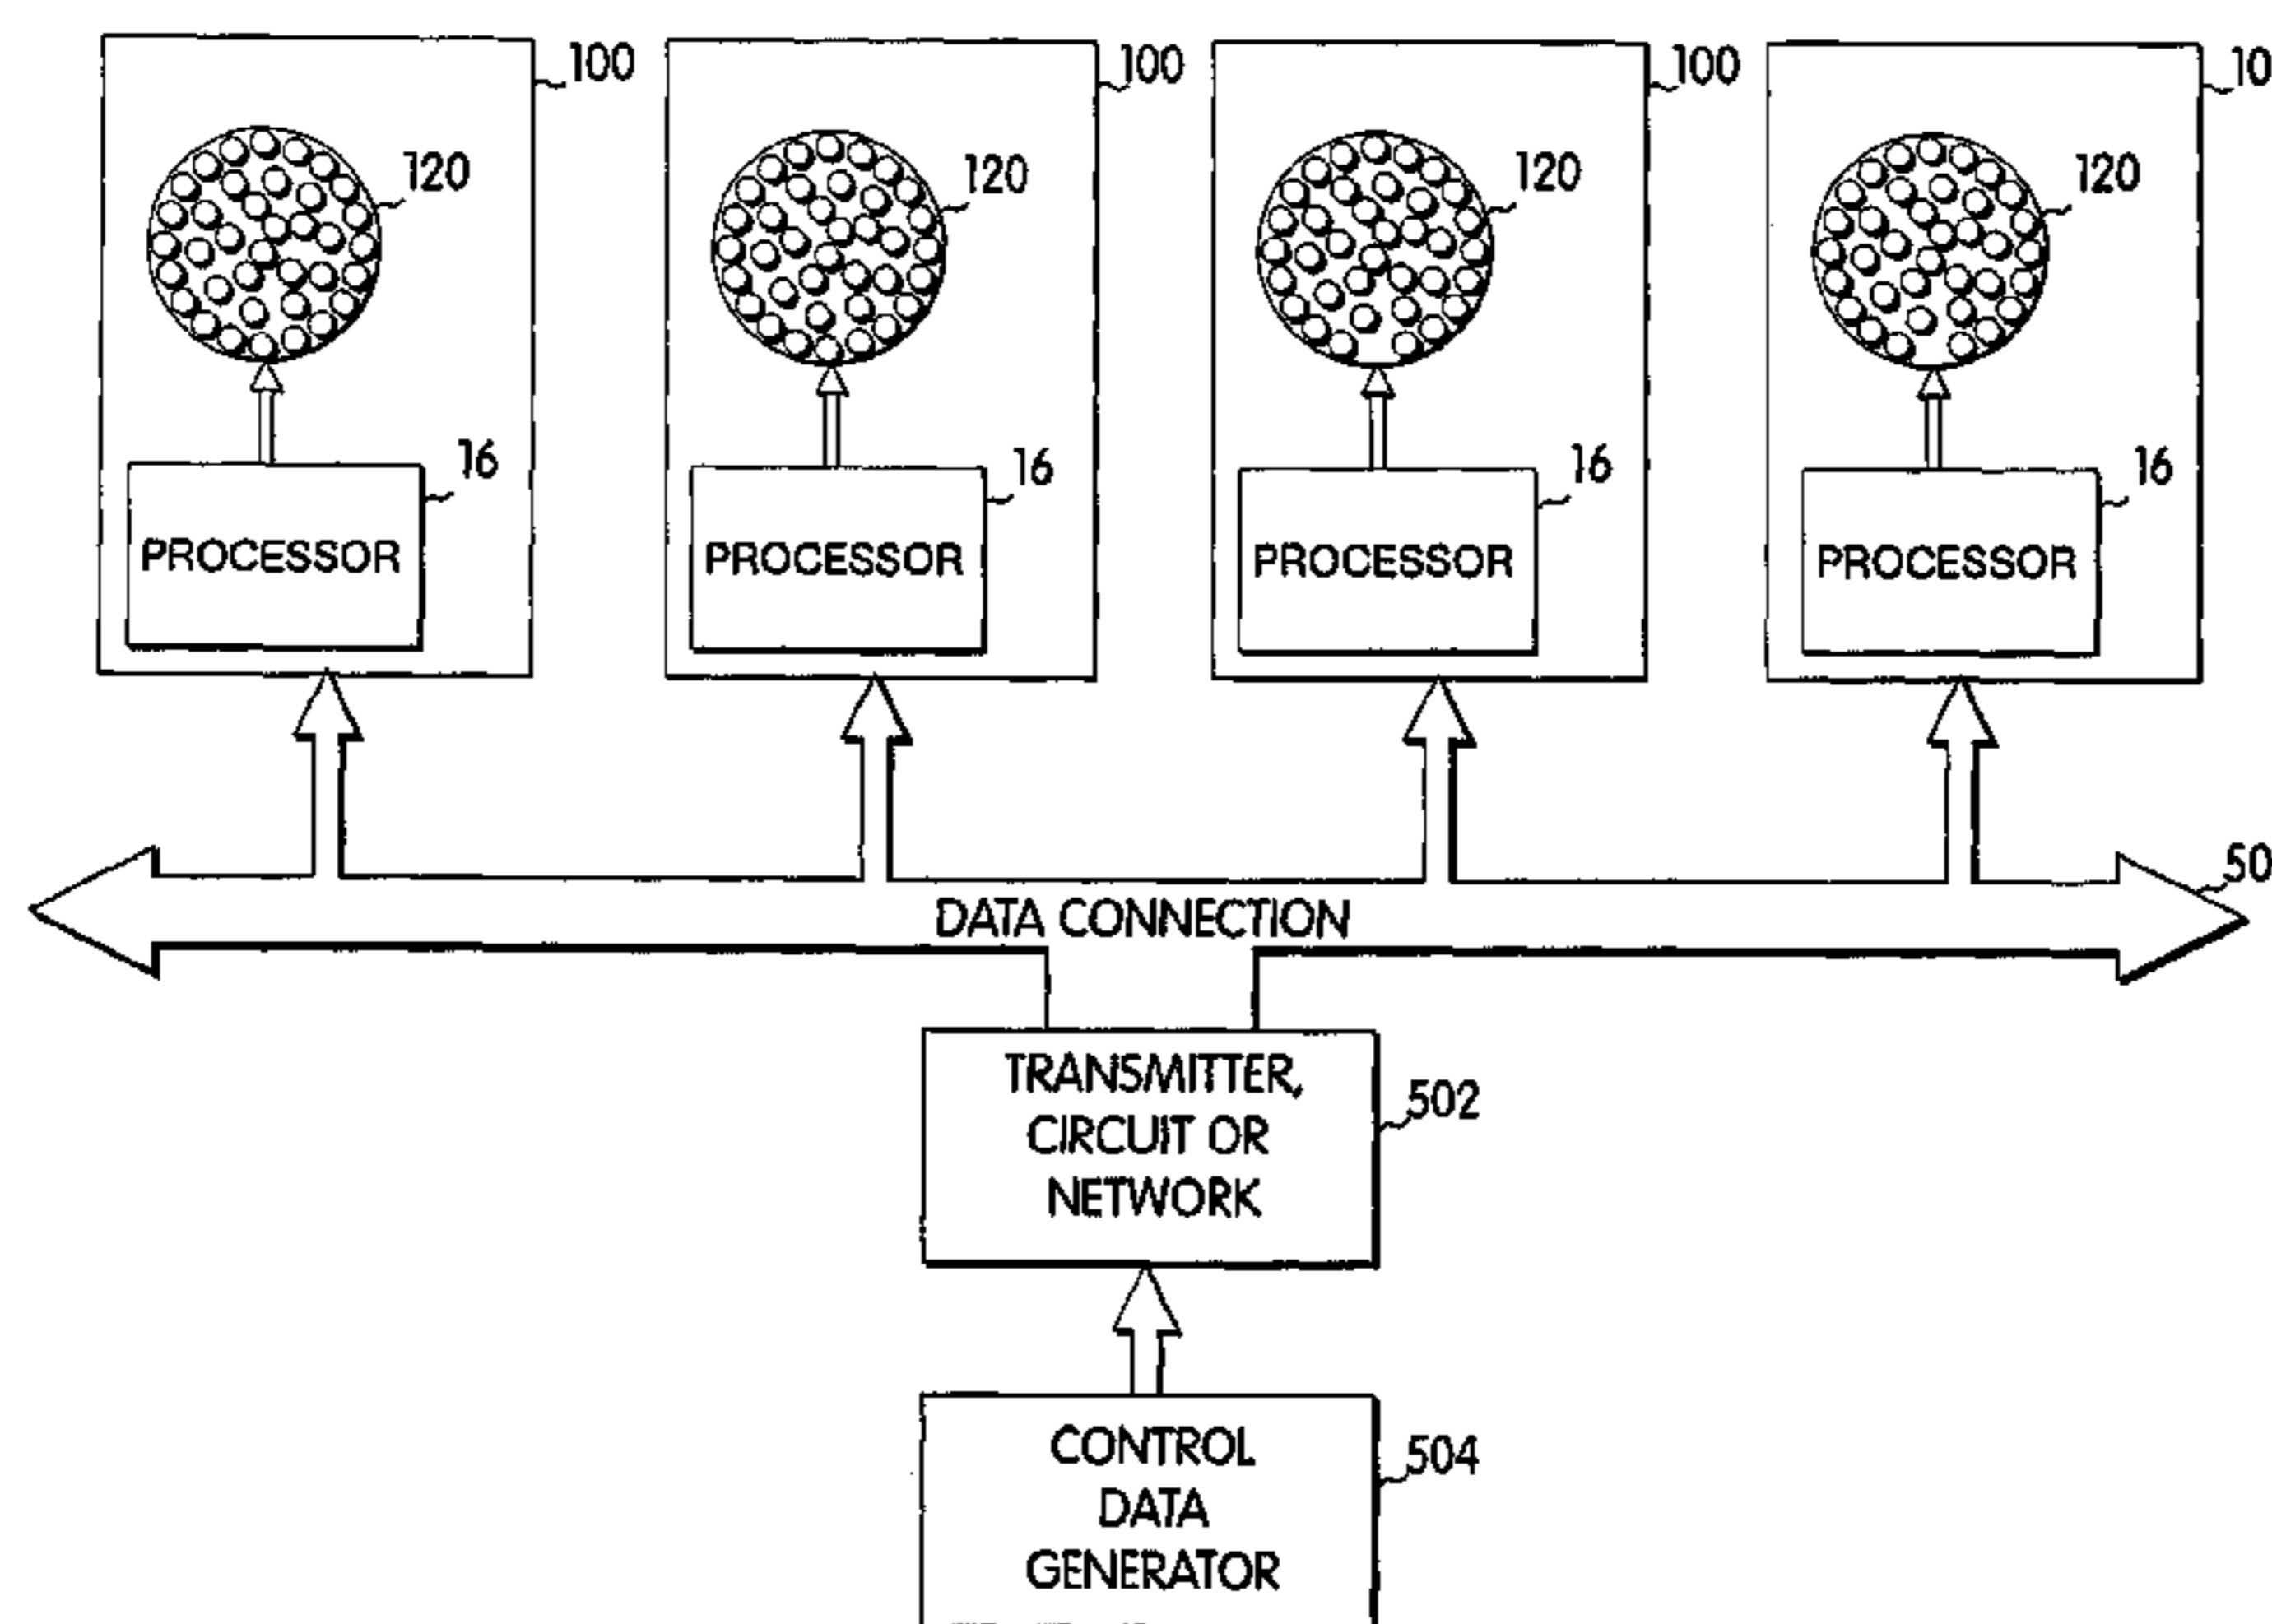 100 100 100 10
120 120 120 120
16 16 16 16
PROCESSOR PROCESSOR PROCESSOR PROCESSOR
50
DATA CONNECTION
TRANSMITTER,
CIRCUIT OR
NETWORK
502
CONTROL
DATA
GENERATOR
504